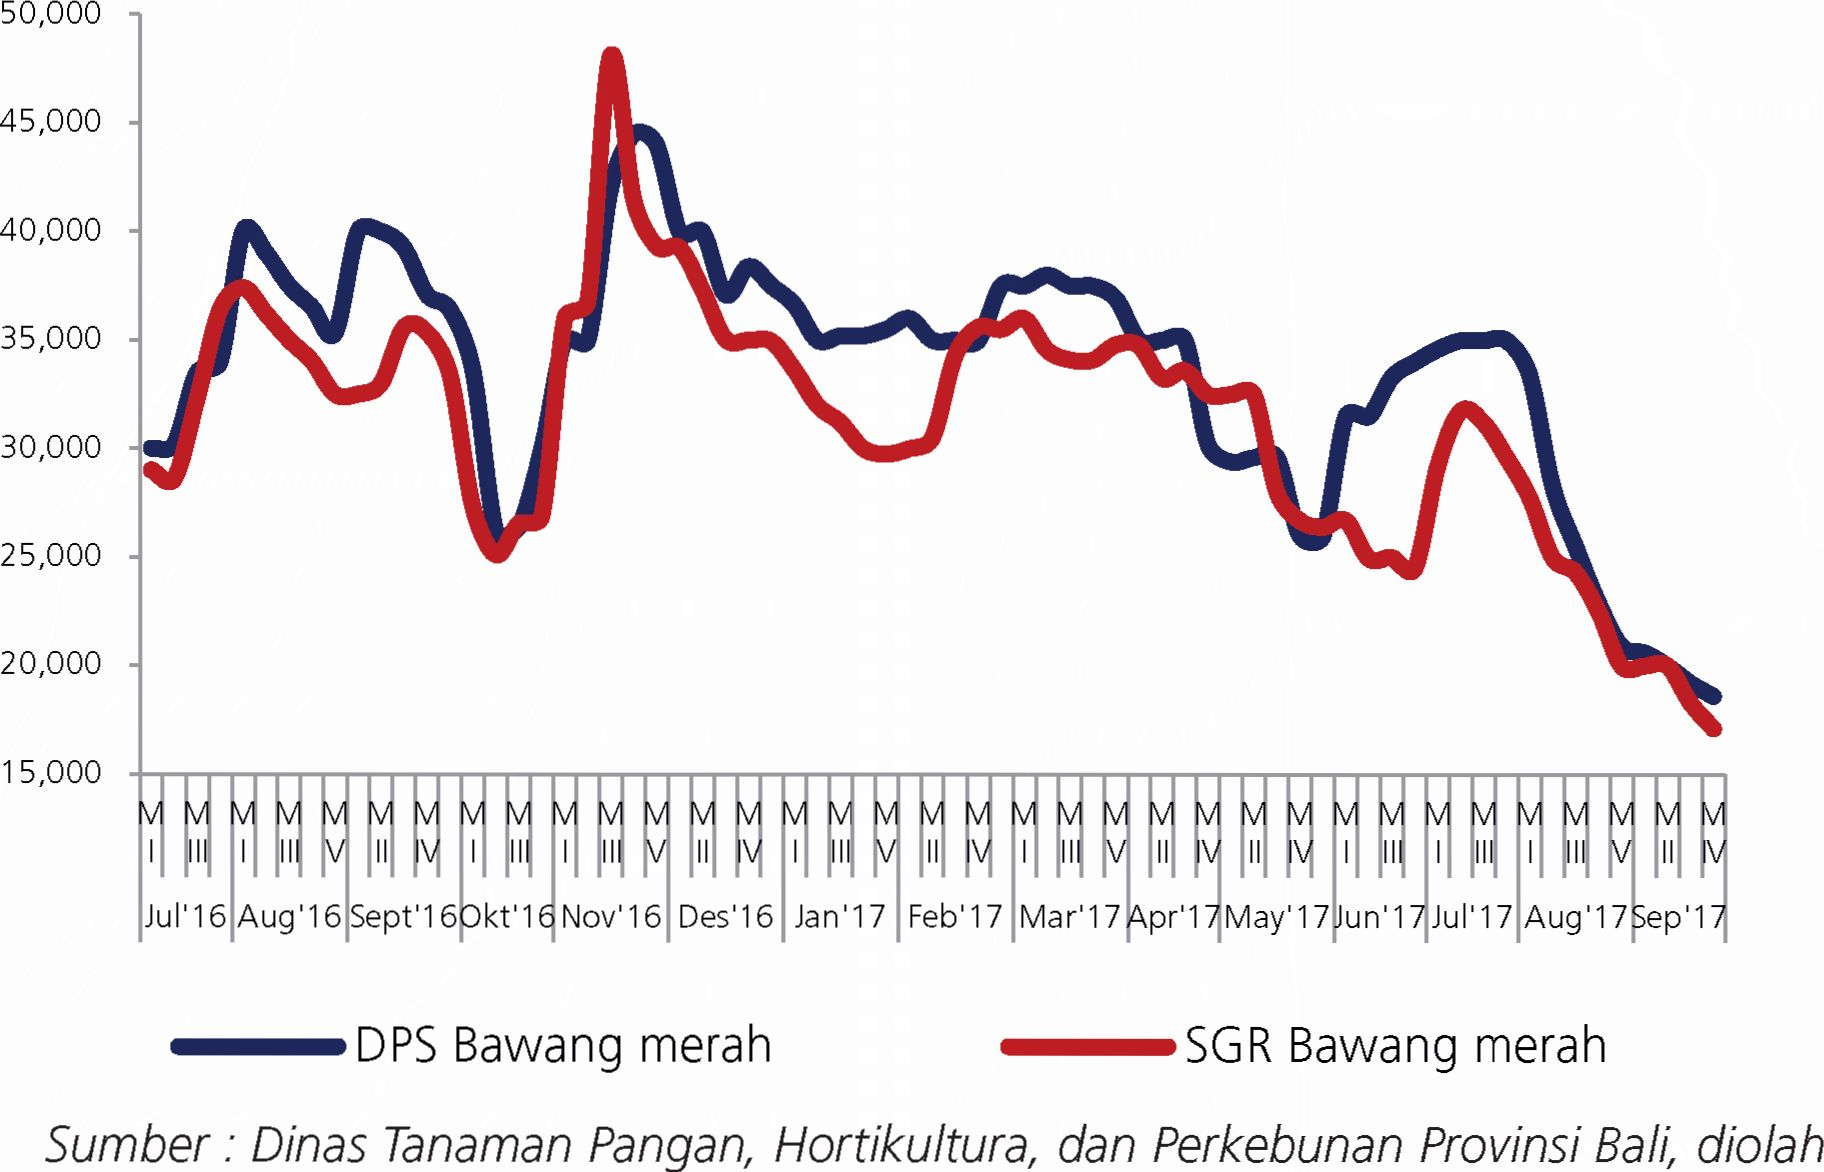 50,000
45,000
40,000
35,000
30,000
25,000
20,000
15,000
M M M M M M M M M M M M M M M M M M M M M M M M M M M M M M M M M M M
I III I III V II IV I III I III V II IV I III V II IV I III V II IV II IV I III I III I III V II IV
Jul'16 Aug'16 Sept'16 Okt'16 Nov'16 Des'16 Jan'17 Feb'17 Mar'17 Apr'17 May'17 Jun'17 Jul'17 Aug'17 Sep'17
DPS Bawang merah SGR Bawang merah
Sumber : Dinas Tanaman Pangan, Hortikultura, dan Perkebunan Provinsi Bali, diolah